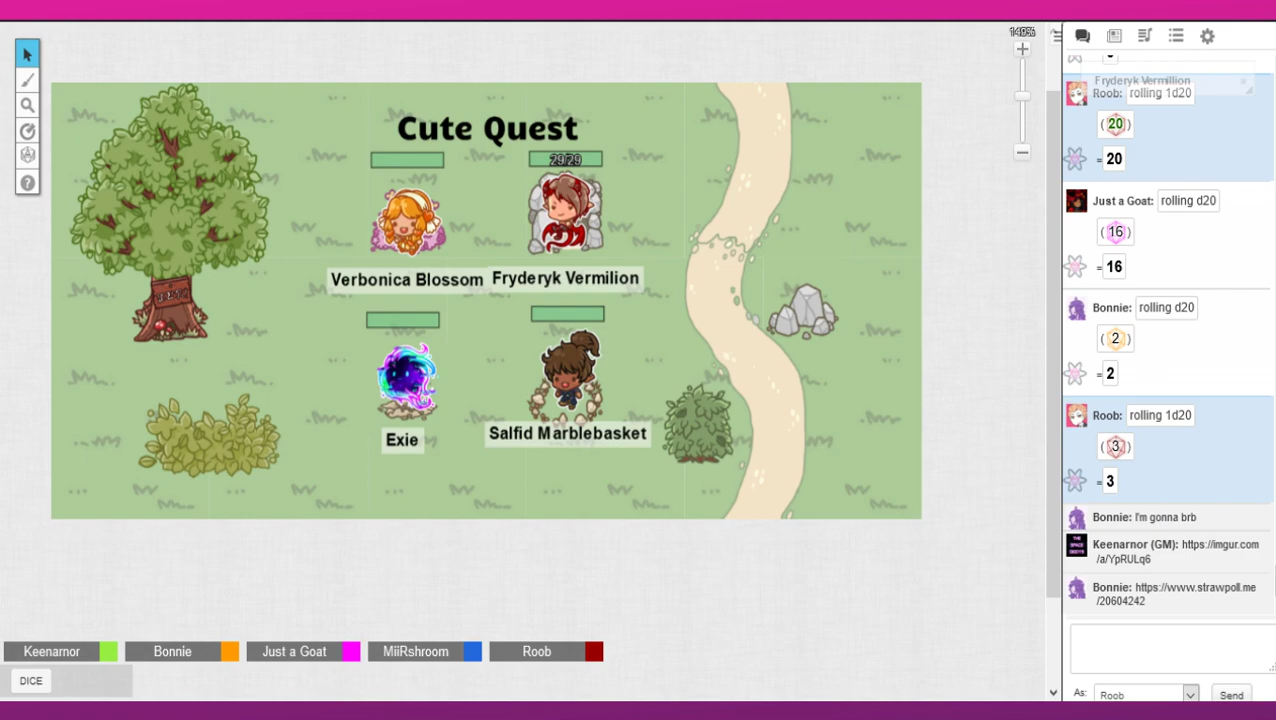 140%
Cute Quest
29/29
Verbonica Blossom
Fryderyk Vermilion
Exie
Salfid Marblebasket
Keenarnor
Bonnie
Just a Goat
MiiRshroom
Roob
DICE
Fryderyk Vermillion
Roob: rolling 1d20
(20)
= 20
Just a Goat: rolling d20
(16)
= 16
Bonnie: rolling d20
(2)
= 2
Roob: rolling 1d20
(3)
= 3
Bonnie: I'm gonna brb
THE
SPACE
Keenarnor (GM): https://imgur.com
/a/YpRULq6
Bonnie: https://www.strawpoll.me
/20604242
As: Roob
Send